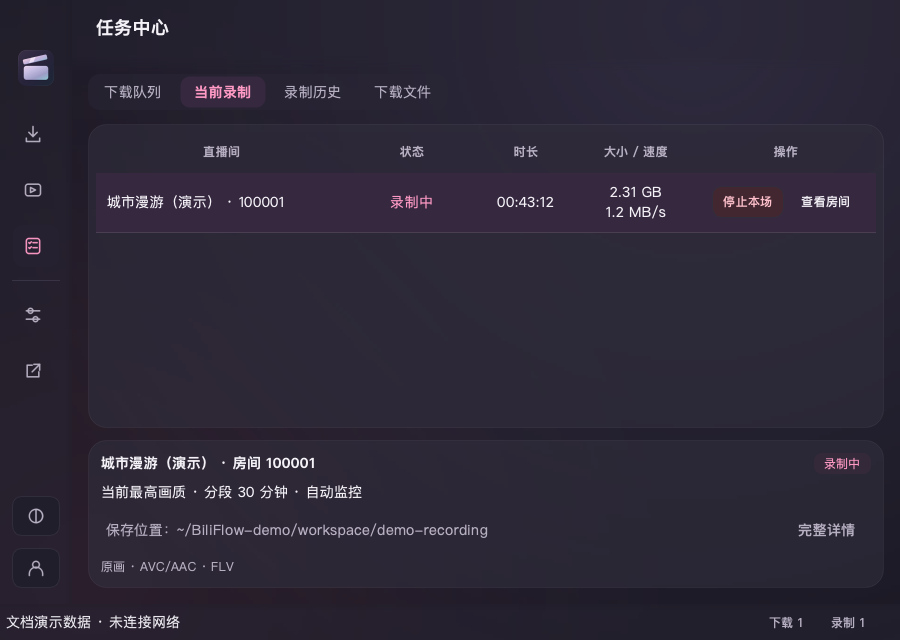 任务中心
下载队列 当前录制 录制历史 下载文件
直播间 状态 时长 大小 / 速度 操作
城市漫游（演示） · 100001 录制中 00:43:12 2.31 GB 停止本场 查看房间
1.2 MB/s
城市漫游（演示） · 房间 100001 录制中
当前最高画质 · 分段 30 分钟 · 自动监控
保存位置：~/BiliFlow-demo/workspace/demo-recording 完整详情
原画 · AVC/AAC · FLV
文档演示数据 · 未连接网络 下载 1 录制 1